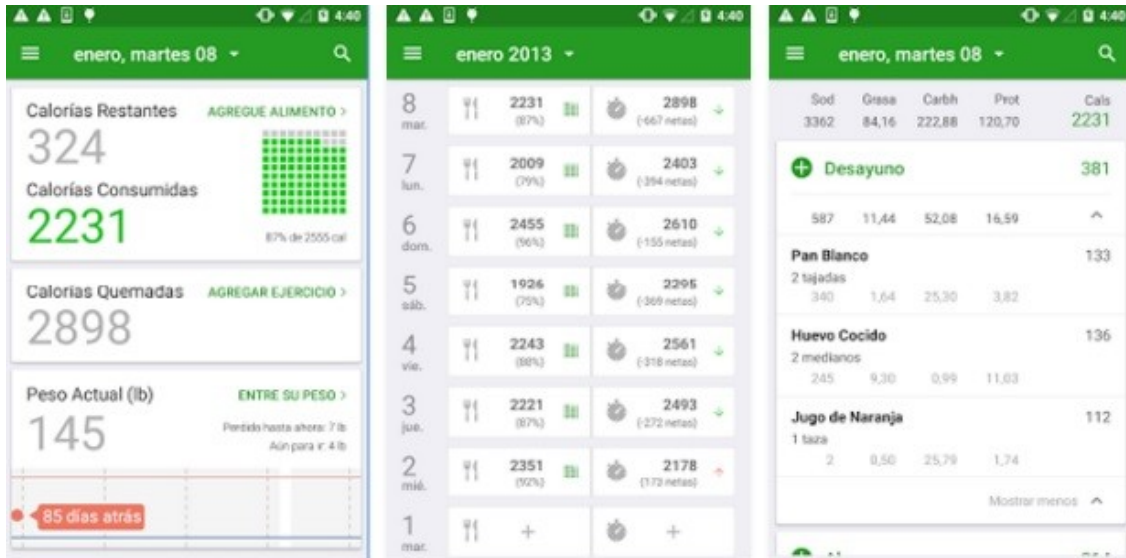 4:40
enero, martes 08
Calorías Restantes AGREGUE ALIMENTO >
324
Calorías Consumidas
2231
87% de 2555 cal
Calorias Quemadas AGREGAR EJERCICIO >
2898
Peso Actual (lb) ENTRE SU PESO >
145
Perdido hasta ahora: 7 lb
Aún para ir: 4 lb
85 días atrás
4:40
enero 2013
8 2231 2898
mar. (87%) (-667 netas)
7 2009 2403
lun. (79%) (-394 netas)
6 2455 2610
dom. (96%) (-155 netas)
5 1926 2295
sáb. (75%) (-369 netas)
4 2243 2561
vie. (88%) (-318 netas)
3 2221 2493
jue. (87%) (-272 netas)
2 2351 2178
mié. (92%) (173 netas)
1 + +
mar.
4:40
enero, martes 08
Sod Grasa Carbh Prot Cals
3362 84,16 222,88 120,70 2231
Desayuno 381
587 11,44 52,08 16,59
Pan Blanco 133
2 tajadas
340 1,64 25,30 3,82
Huevo Cocido 136
2 medianos
245 9,30 0,99 11,03
Jugo de Naranja 112
1 taza
2 0,50 25,79 1,74
Mostrar menos